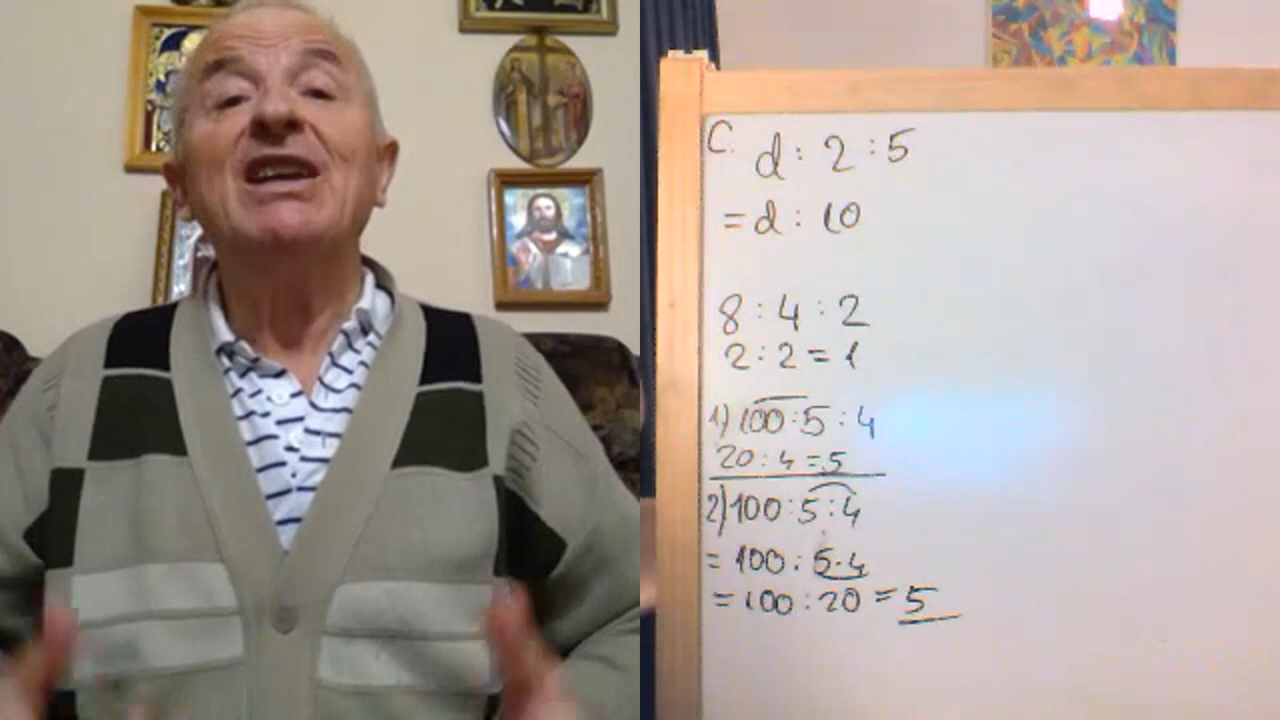 C. d : 2 : 5
= d : 10
8 : 4 : 2
2 : 2 = 1
1) 100 : 5 : 4
20 : 4 = 5
2) 100 : 5 : 4
= 100 : 5 · 4
= 100 : 20 = 5